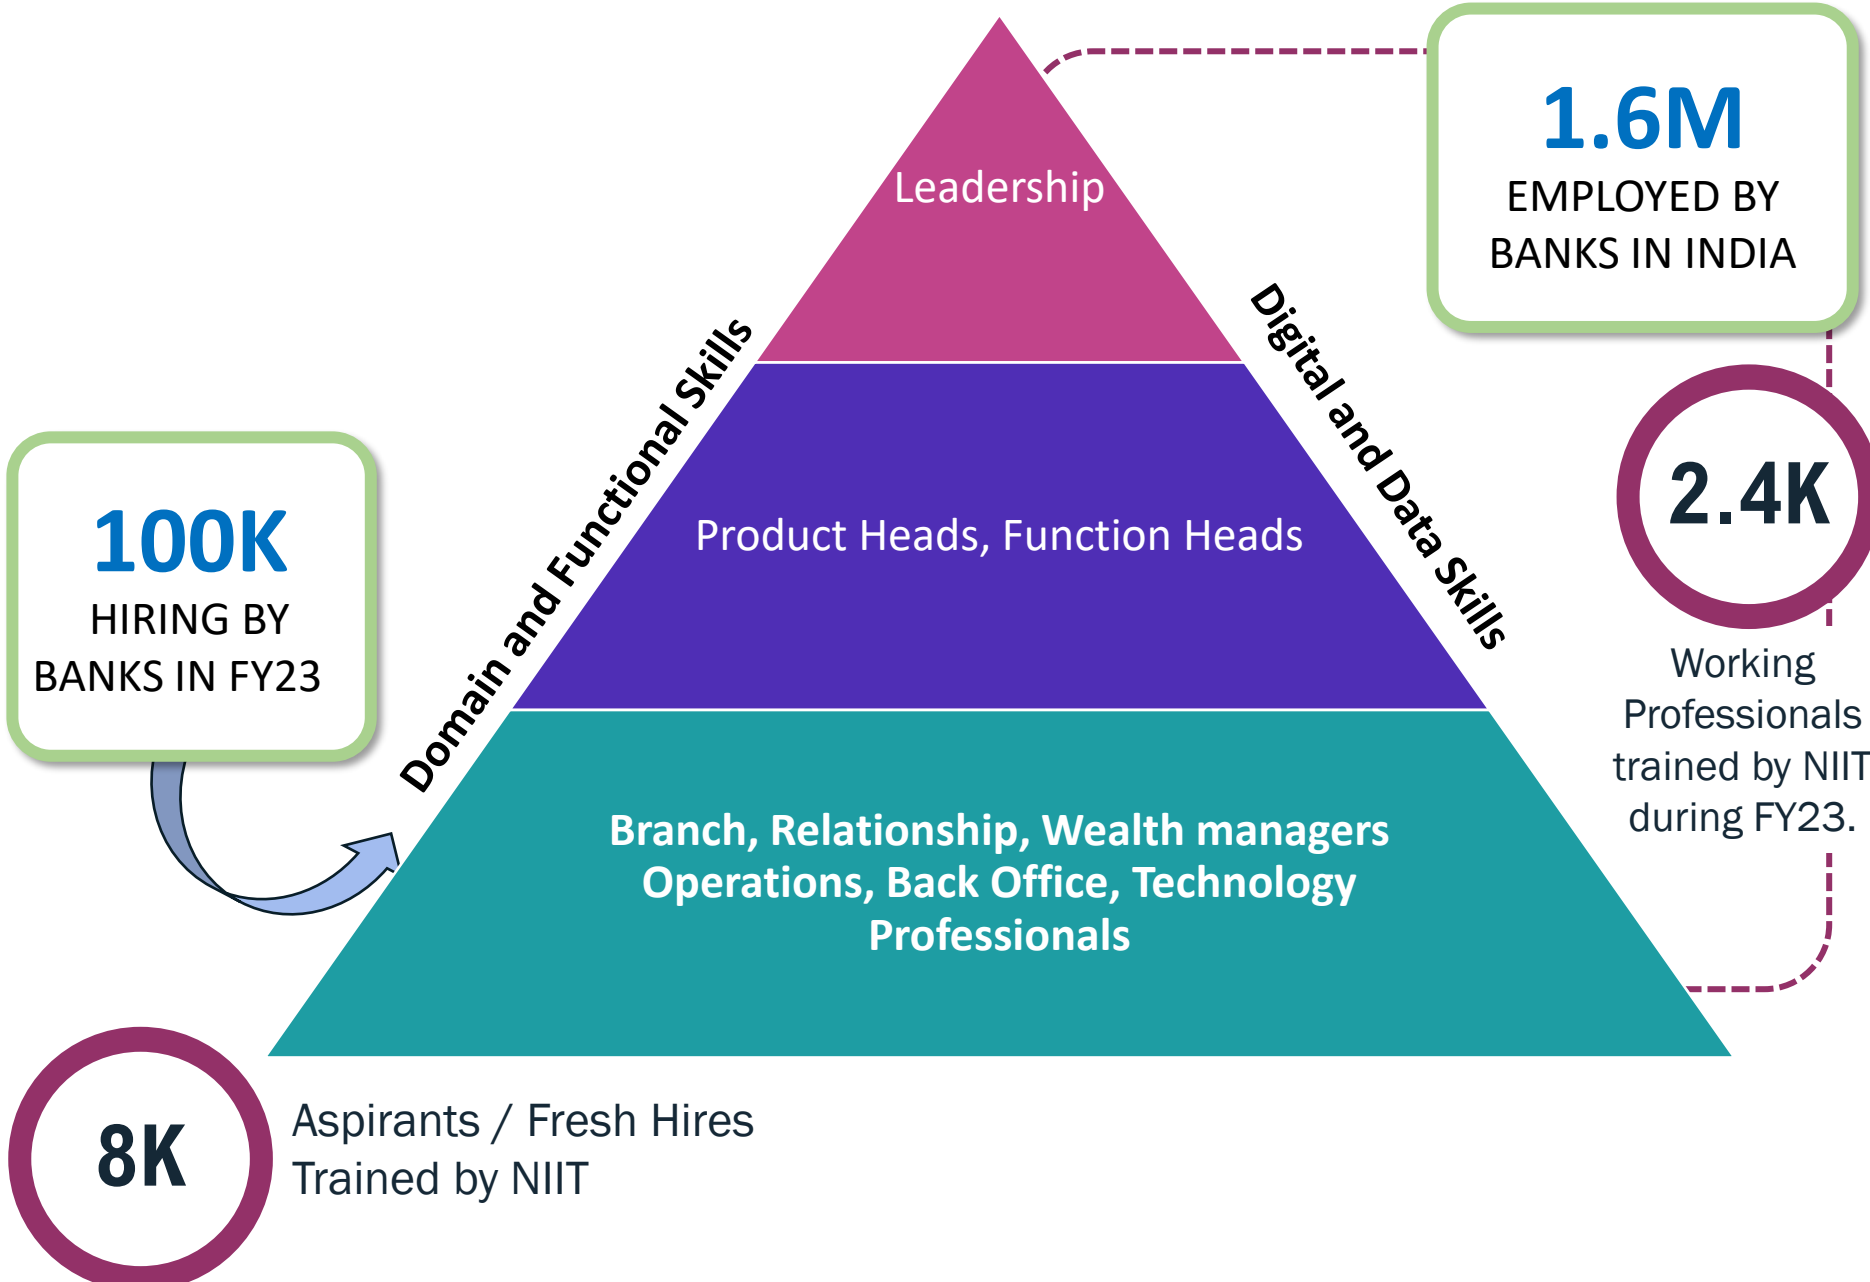 1.6M
EMPLOYED BY
BANKS IN INDIA
Leadership
Domain and Functional Skills
Digital and Data Skills
100K
HIRING BY
BANKS IN FY23
Product Heads, Function Heads
2.4K
Working
Professionals
trained by NIIT
during FY23.
Branch, Relationship, Wealth managers
Operations, Back Office, Technology
Professionals
8K
Aspirants / Fresh Hires
Trained by NIIT